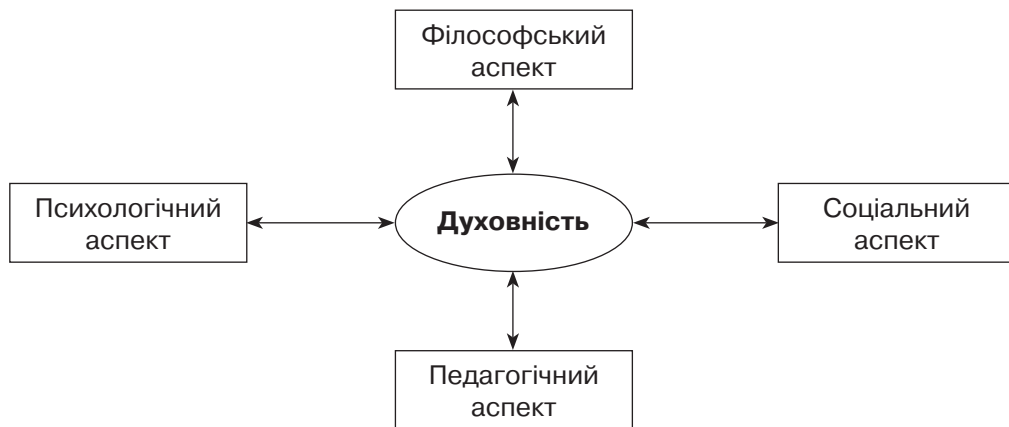 Філософський
аспект
Психологічний
аспект
Духовність
Соціальний
аспект
Педагогічний
аспект